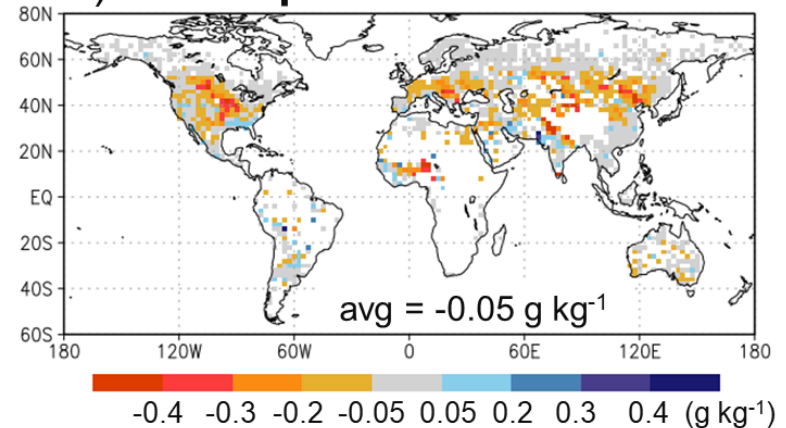 80N
60N
40N
20N
EQ
20S
40S
60S
avg = -0.05 g kg-1
180 120W 60W 0 60E 120E 180
-0.4 -0.3 -0.2 -0.05 0.05 0.2 0.3 0.4 (g kg-1)